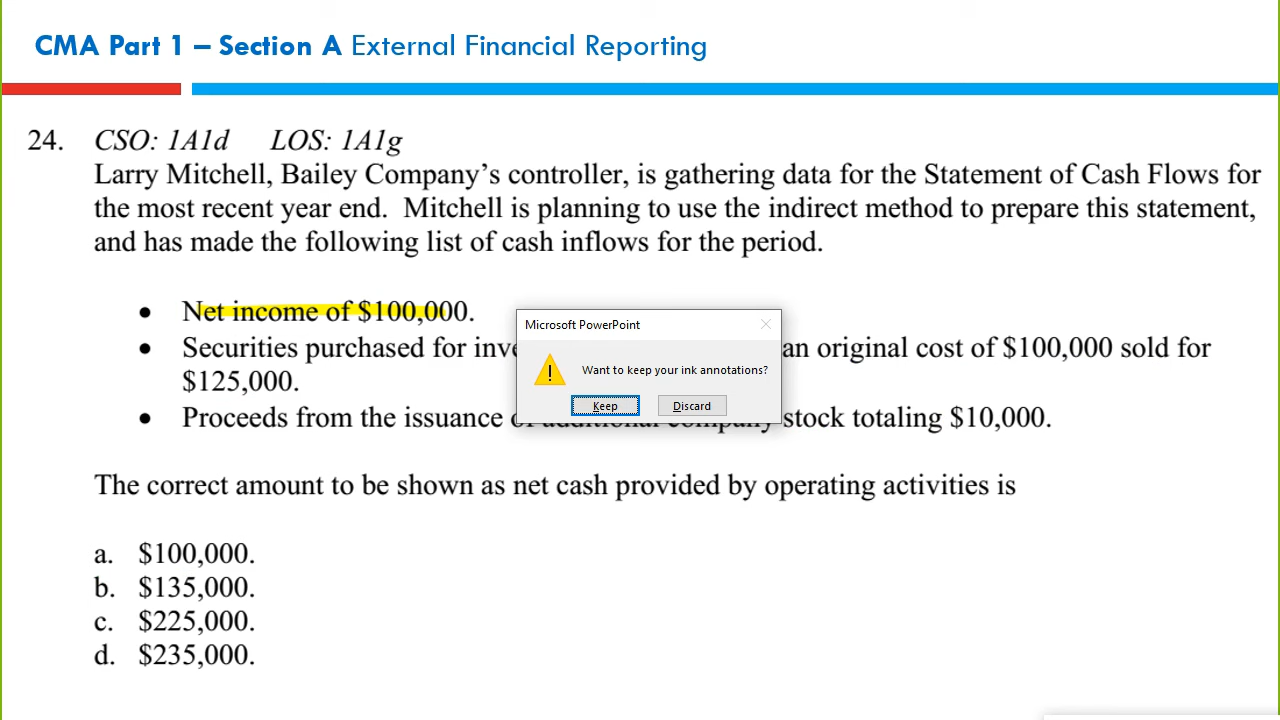 CMA Part 1 – Section A External Financial Reporting
24. CSO: 1A1d LOS: 1A1g
Larry Mitchell, Bailey Company’s controller, is gathering data for the Statement of Cash Flows for
the most recent year end. Mitchell is planning to use the indirect method to prepare this statement,
and has made the following list of cash inflows for the period.
• Net income of $100,000.
• Securities purchased for an original cost of $100,000 sold for
$125,000.
• Proceeds from the issuance of additional company stock totaling $10,000.
Microsoft PowerPoint
Want to keep your ink annotations?
Keep Discard
The correct amount to be shown as net cash provided by operating activities is
a. $100,000.
b. $135,000.
c. $225,000.
d. $235,000.